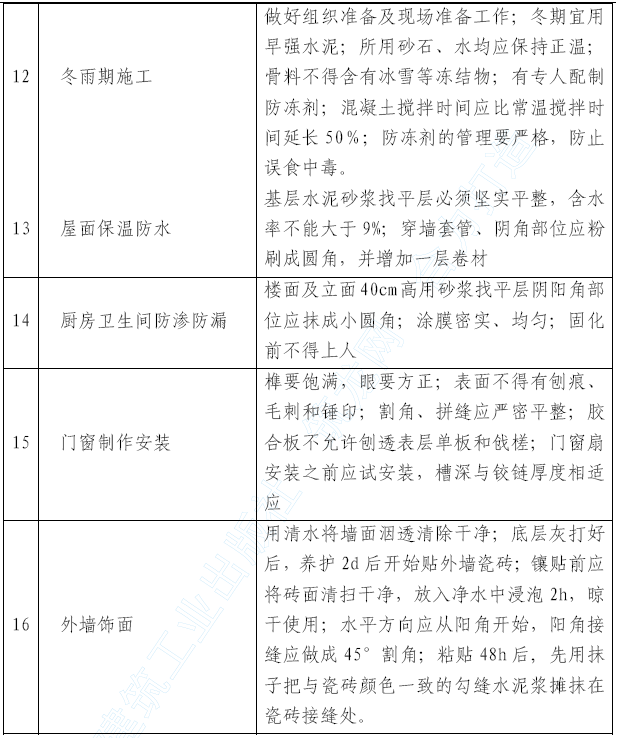 做好组织准备及现场准备工作；冬期宜用
早强水泥；所用砂石、水均应保持正温；
12 冬雨期施工 骨料不得含有冰雪等冻结物；有专人配制
防冻剂；混凝土搅拌时间应比常温搅拌时
间延长 50%；防冻剂的管理要严格，防止
误食中毒。
基层水泥砂浆找平层必须坚实平整，含水
13 屋面保温防水 率不能大于 9%；穿墙套管、阴角部位应粉
刷成圆角，并增加一层卷材
楼面及立面 40cm 高用砂浆找平层阴阳角部
14 厨房卫生间防渗防漏 位应抹成小圆角；涂膜密实、均匀；固化
前不得上人
榫要饱满，眼要方正；表面不得有刨痕、
毛刺和锤印；割角、拼缝应严密平整；胶
15 门窗制作安装 合板不允许刨透表层单板和戗槎；门窗扇
安装之前应试安装，槽深与铰链厚度相适
应
用清水将墙面洇透清除干净；底层灰打好
后，养护 2d 后开始贴外墙瓷砖；镶贴前应
将砖面清扫干净，放入净水中浸泡 2h，晾
16 外墙饰面 干使用；水平方向应从阳角开始，阳角接
缝应做成 45°割角；粘贴 48h 后，先用抹
子把与瓷砖颜色一致的勾缝水泥浆摊抹在
瓷砖接缝处。